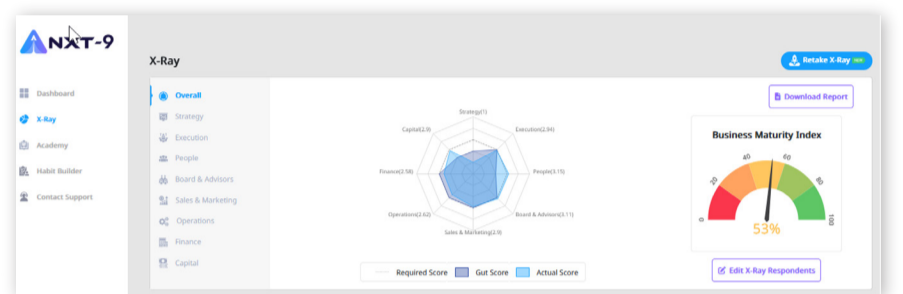 NXT-9
X-Ray
Retake X-Ray
Dashboard
X-Ray
Academy
Habit Builder
Contact Support
Overall
Strategy
Execution
People
Board & Advisors
Sales & Marketing
Operations
Finance
Capital
Download Report
Strategy(1)
Capital(2.9)
Execution(2.94)
Finance(2.58)
People(3.15)
Operations(2.62)
Board & Advisors(3.11)
Sales & Marketing(2.9)
Required Score
Gut Score
Actual Score
Business Maturity Index
0
20
40
60
80
100
53%
Edit X-Ray Respondents